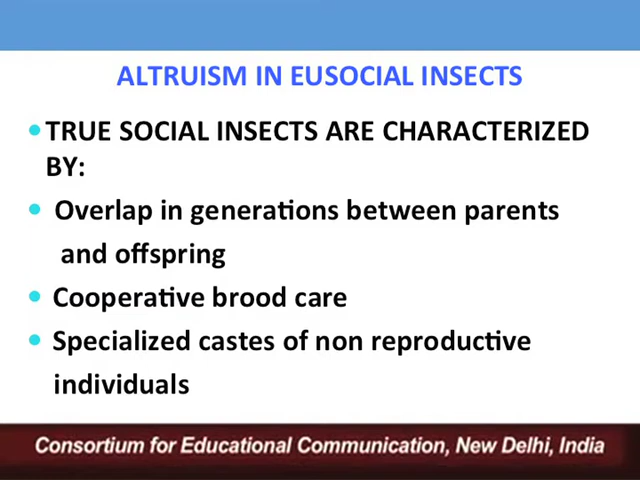 ALTRUISM IN EUSOCIAL INSECTS
• TRUE SOCIAL INSECTS ARE CHARACTERIZED
BY:
• Overlap in generations between parents
and offspring
• Cooperative brood care
• Specialized castes of non reproductive
individuals
Consortium for Educational Communication, New Delhi, India